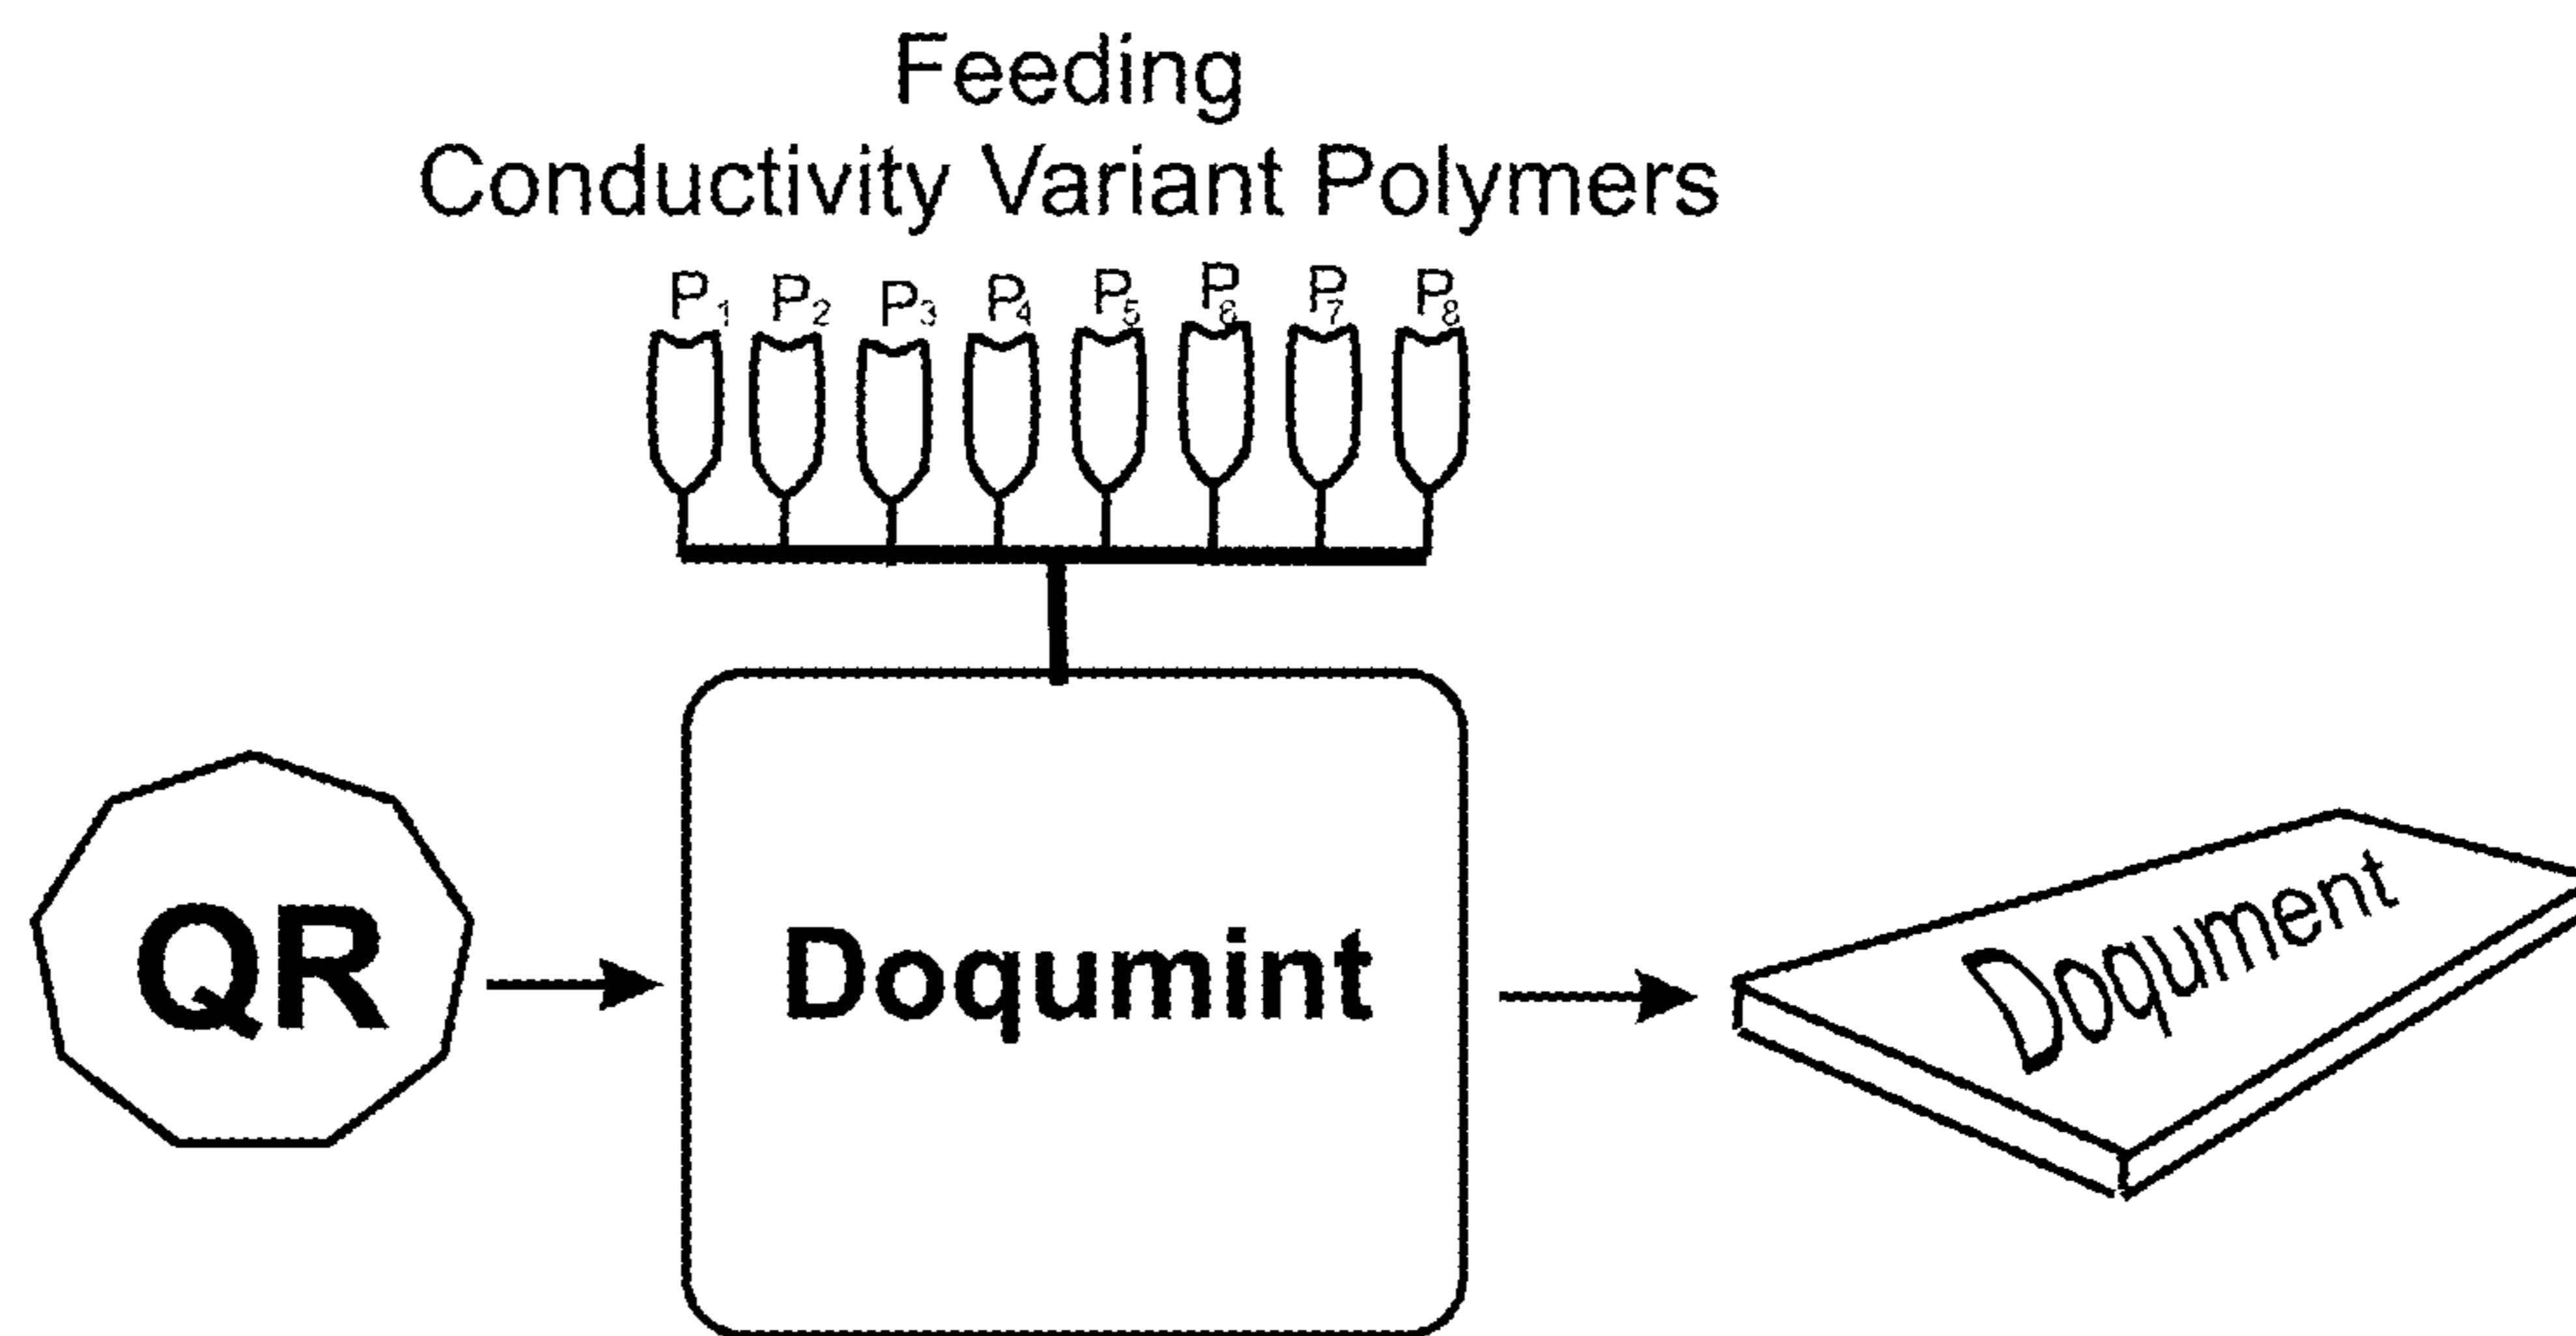 Feeding
Conductivity Variant Polymers
P₁ P₂ P₃ P₄ P₅ P₆ P₇ P₈
QR
Doqumint
Doqument